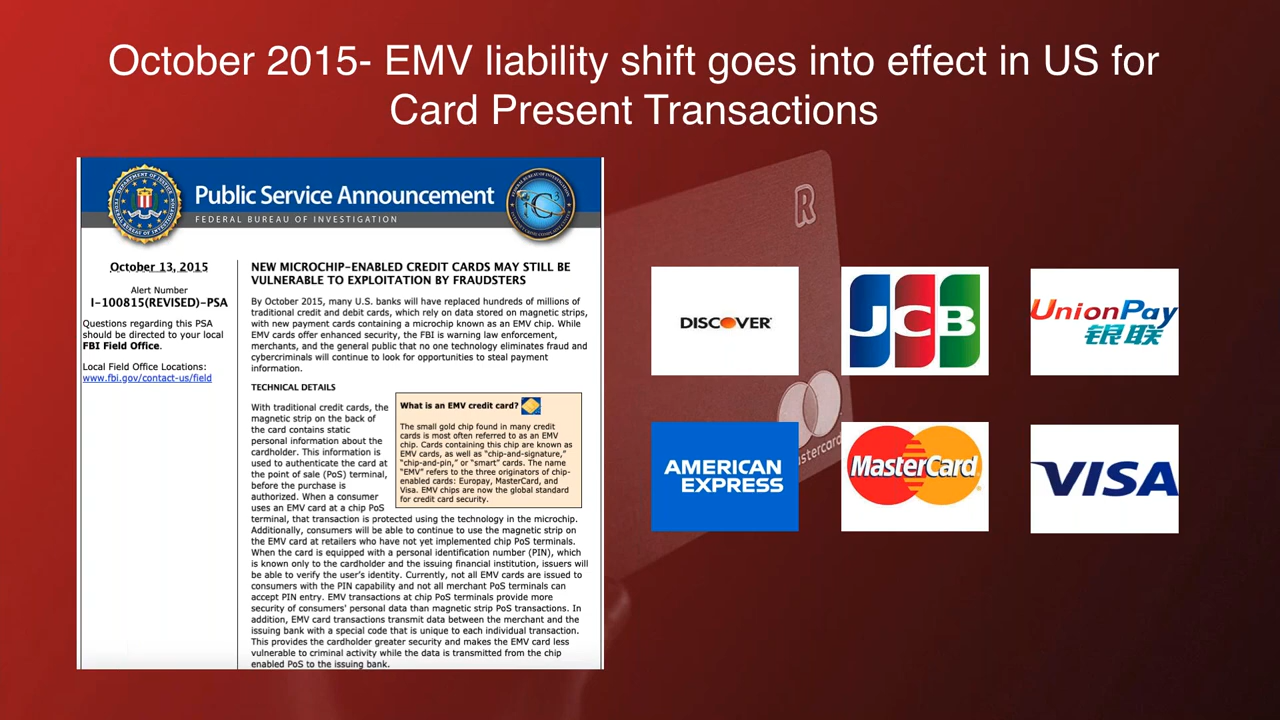 October 2015- EMV liability shift goes into effect in US for
Card Present Transactions
Public Service Announcement
FEDERAL BUREAU OF INVESTIGATION
October 13, 2015
Alert Number
I-100815(REVISED)-PSA
Questions regarding this PSA
should be directed to your local
FBI Field Office.
Local Field Office Locations:
www.fbi.gov/contact-us/field
NEW MICROCHIP-ENABLED CREDIT CARDS MAY STILL BE
VULNERABLE TO EXPLOITATION BY FRAUDSTERS
By October 2015, many U.S. banks will have replaced hundreds of millions of
traditional credit and debit cards, which rely on data stored on magnetic strips,
with new payment cards containing a microchip known as an EMV chip. While
EMV cards offer enhanced security, the FBI is warning law enforcement,
merchants, and the general public that no one technology eliminates fraud and
cybercriminals will continue to look for opportunities to steal payment
information.
TECHNICAL DETAILS
With traditional credit cards, the
magnetic strip on the back of
the card contains static
personal information about the
cardholder. This information is
used to authenticate the card at
the point of sale (PoS) terminal,
before the purchase is
authorized. When a consumer
uses an EMV card at a chip PoS
What is an EMV credit card?
The small gold chip found in many credit
cards is most often referred to as an EMV
chip. Cards containing this chip are known as
EMV cards, as well as “chip-and-signature,”
“chip-and-pin,” or “smart” cards. The name
“EMV” refers to the three originators of chip-
enabled cards: Europay, MasterCard, and
Visa. EMV chips are now the global standard
for credit card security.
terminal, that transaction is protected using the technology in the microchip.
Additionally, consumers will be able to continue to use the magnetic strip on
the EMV card at retailers who have not yet implemented chip PoS terminals.
When the card is equipped with a personal identification number (PIN), which
is known only to the cardholder and the issuing financial institution, issuers will
be able to verify the user's identity. Currently, not all EMV cards are issued to
consumers with the PIN capability and not all merchant PoS terminals can
accept PIN entry. EMV transactions at chip PoS terminals provide more
security of consumers' personal data than magnetic strip PoS transactions. In
addition, EMV card transactions transmit data between the merchant and the
issuing bank with a special code that is unique to each individual transaction.
This provides the cardholder greater security and makes the EMV card less
vulnerable to criminal activity while the data is transmitted from the chip
enabled PoS to the issuing bank.
R
DISCOVER
JCB
UnionPay
银联
AMERICAN
EXPRESS
MasterCard
VISA
mastercard